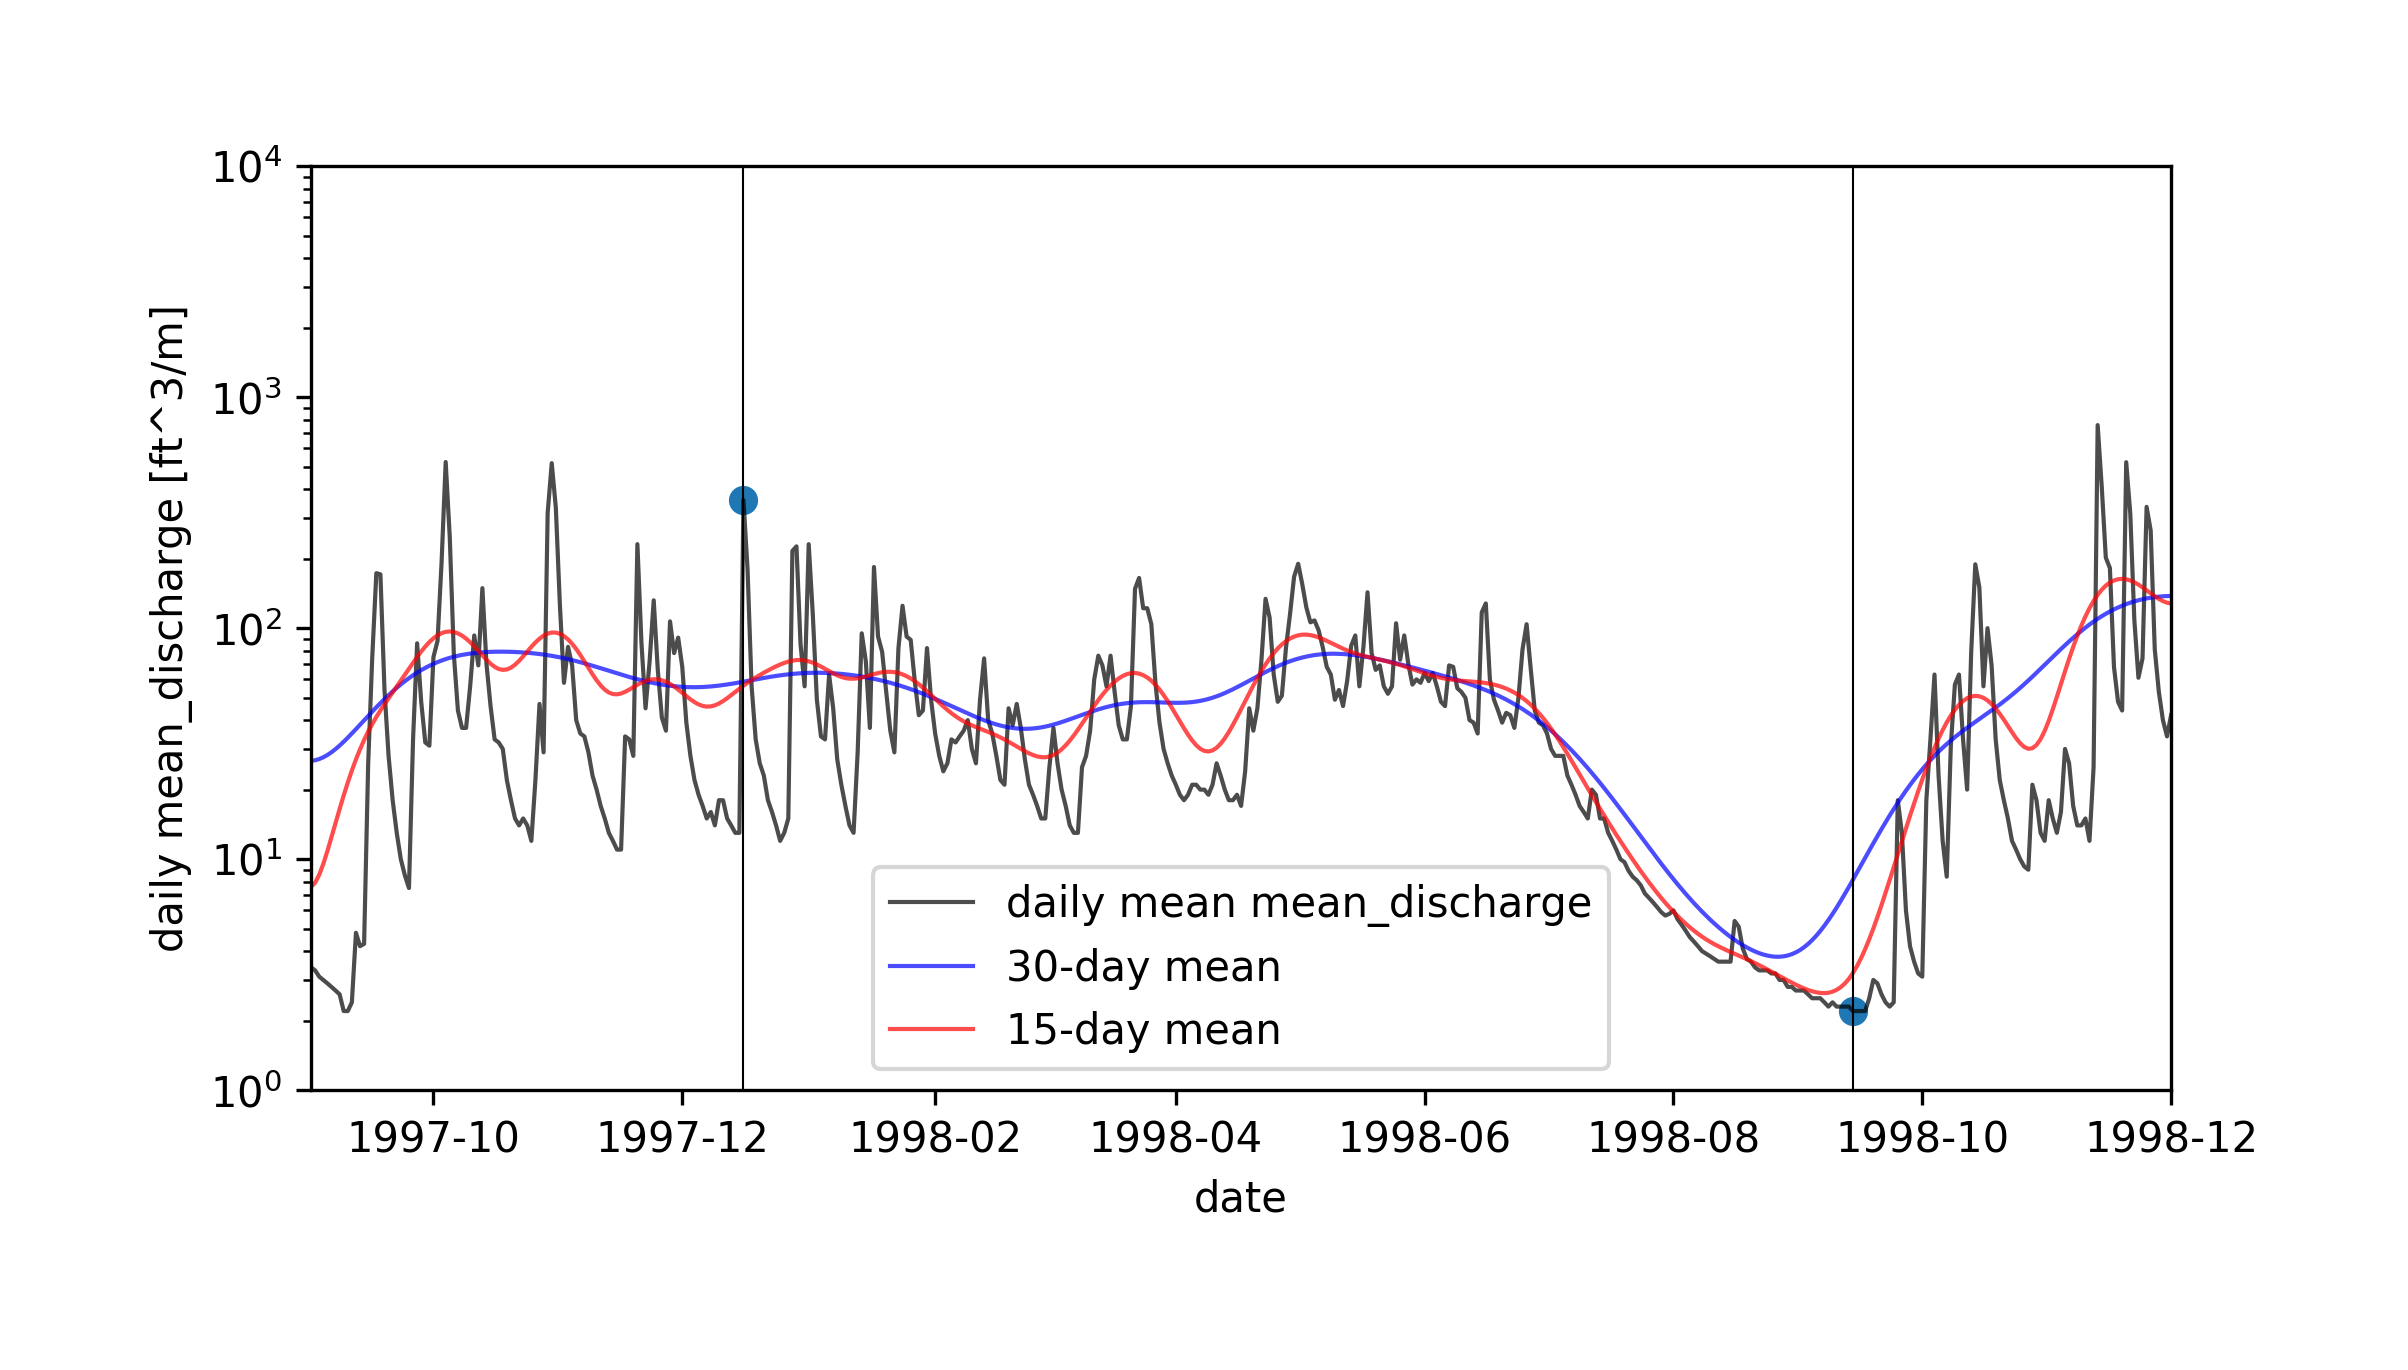 10^4
10^3
10^2
10^1
10^0
daily mean_discharge [ft^3/m]
daily mean mean_discharge
30-day mean
15-day mean
1997-10 1997-12 1998-02 1998-04 1998-06 1998-08 1998-10 1998-12
date